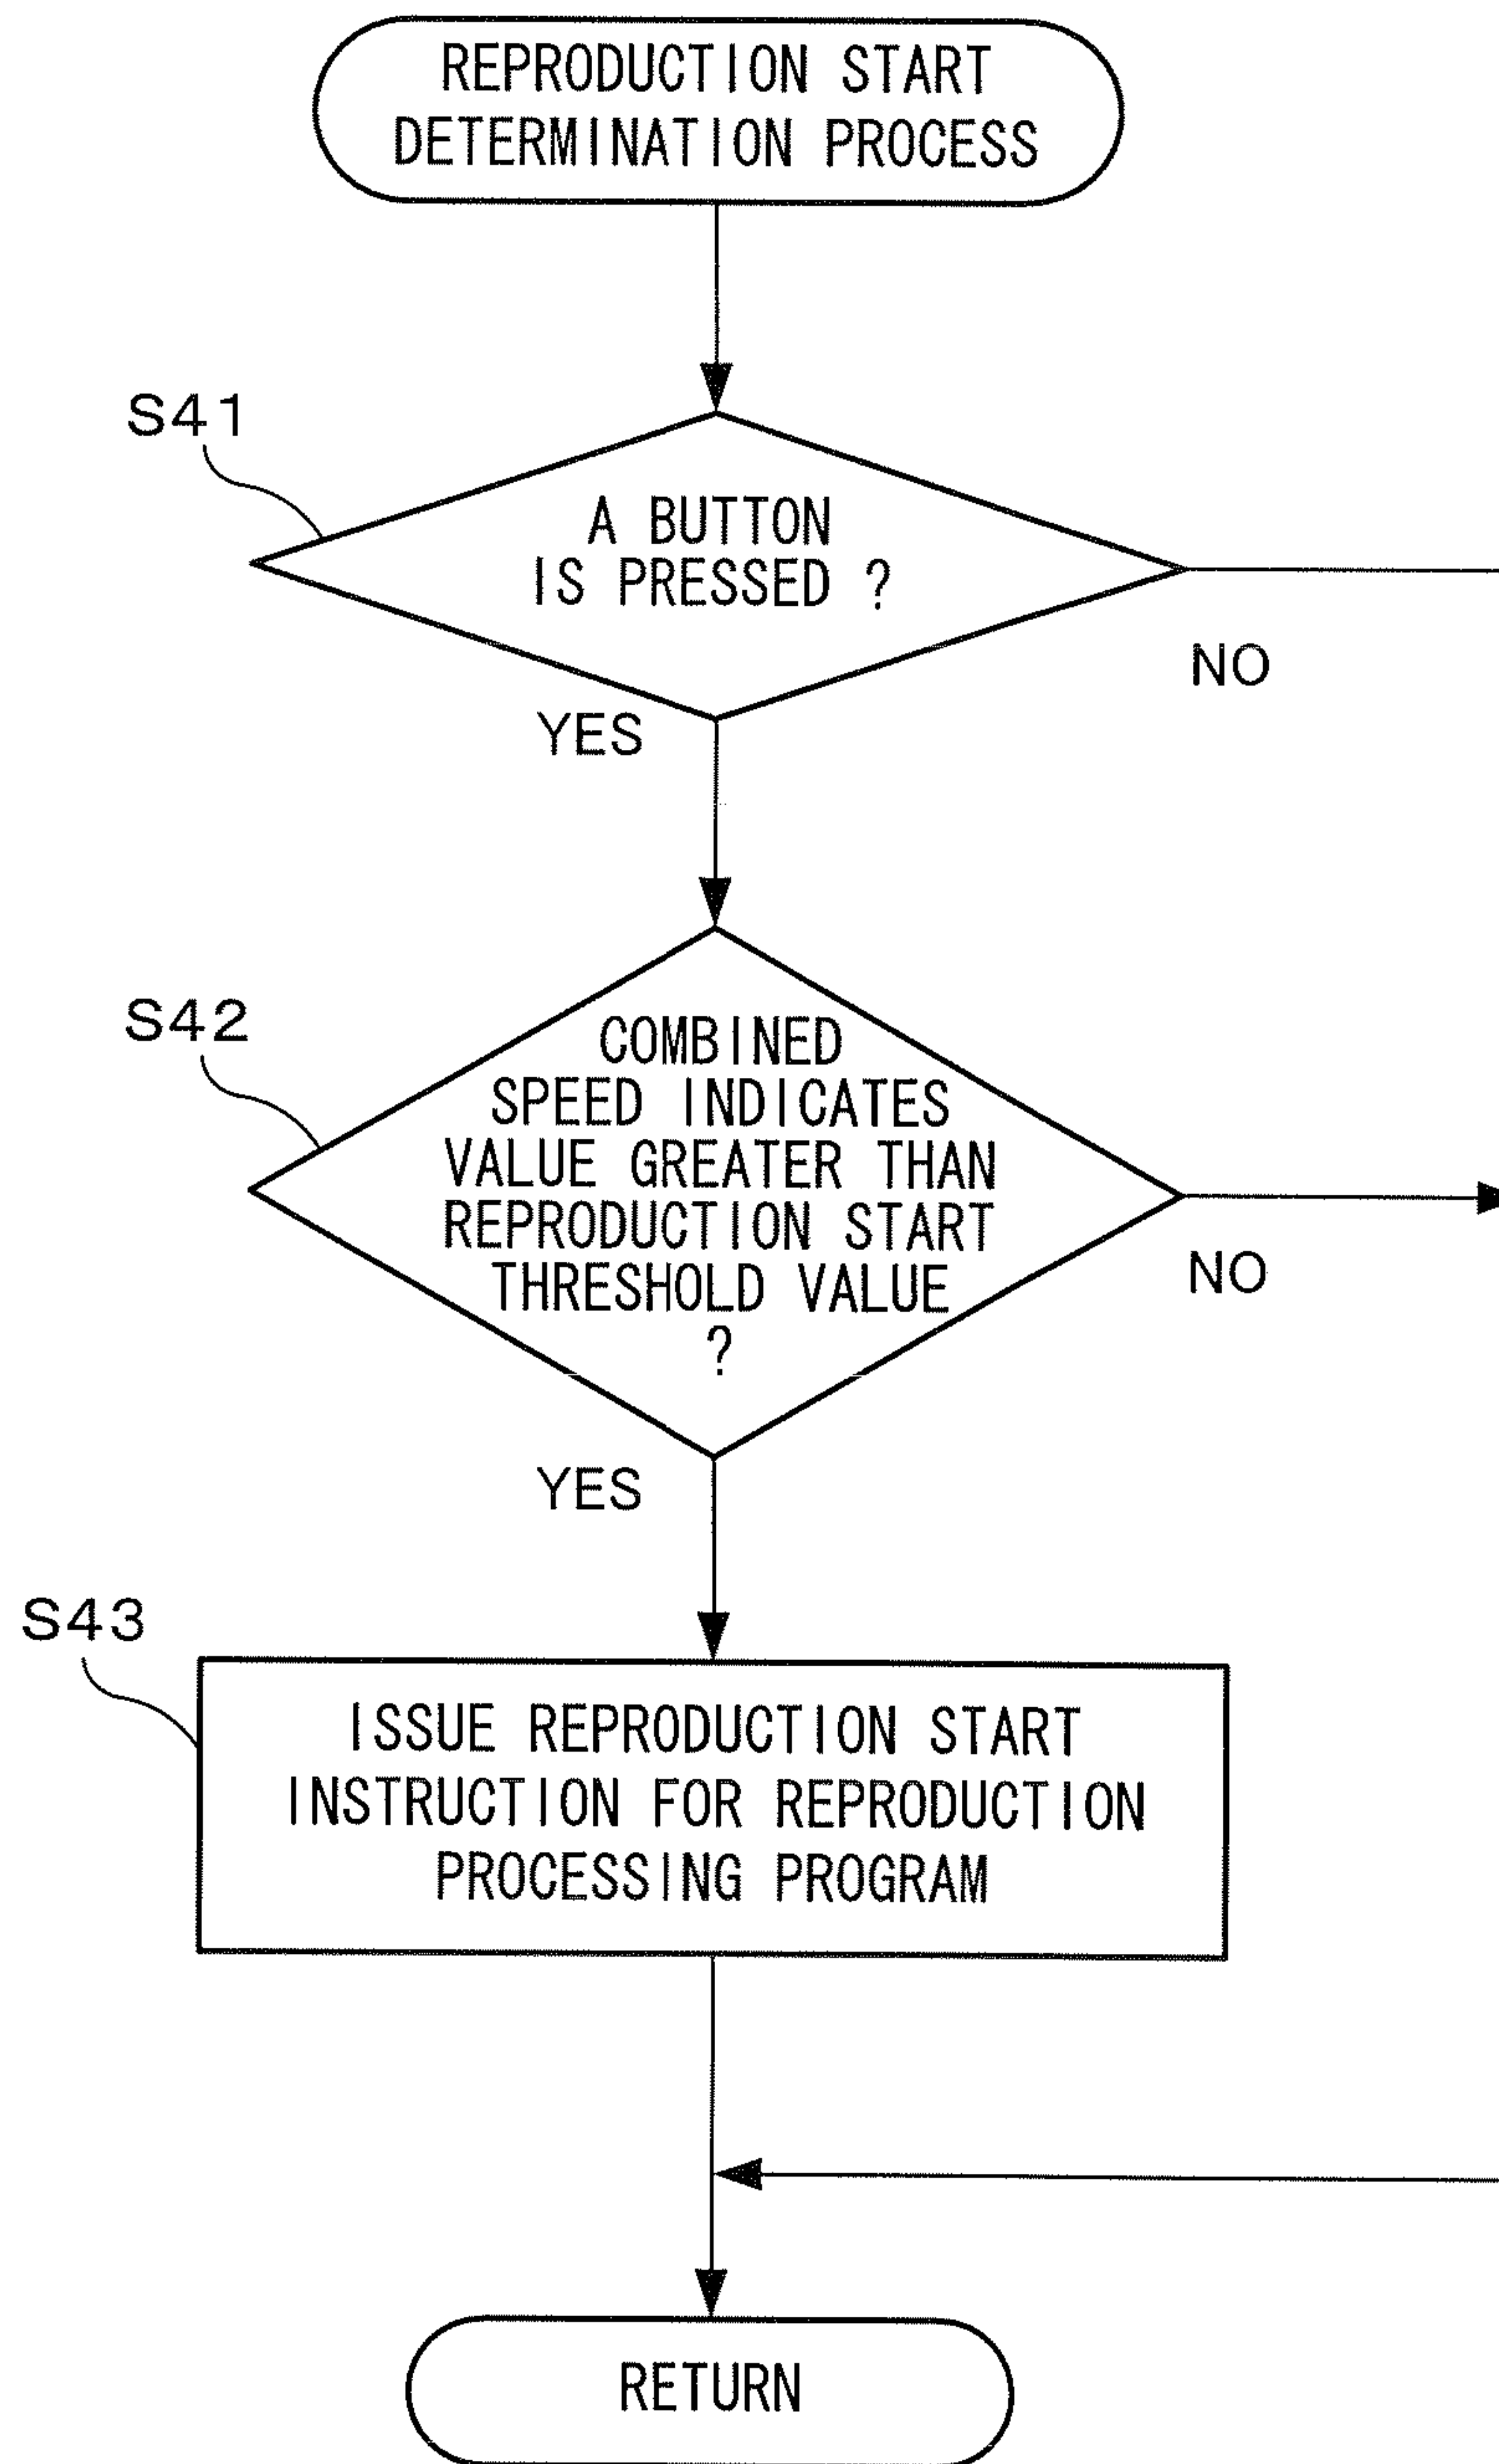 REPRODUCTION START
DETERMINATION PROCESS
S41
A BUTTON
IS PRESSED ?
NO
YES
S42
COMBINED
SPEED INDICATES
VALUE GREATER THAN
REPRODUCTION START
THRESHOLD VALUE
?
NO
YES
S43
ISSUE REPRODUCTION START
INSTRUCTION FOR REPRODUCTION
PROCESSING PROGRAM
RETURN